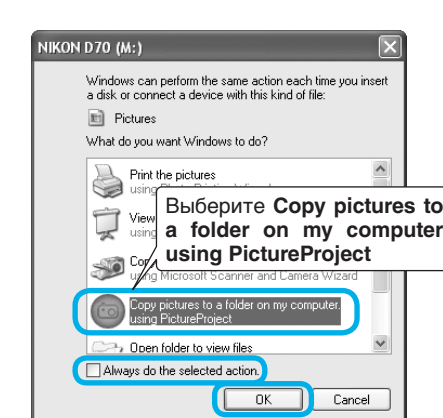 NIKON D70 (M:)
Windows can perform the same action each time you insert
a disk or connect a device with this kind of file:
Pictures
What do you want Windows to do?
Print the pictures
using
Выберите Copy pictures to
a folder on my computer
using PictureProject
View
using
using Microsoft Scanner and Camera Wizard
Copy pictures to a folder on my computer.
using PictureProject
Open folder to view files
Always do the selected action.
OK
Cancel